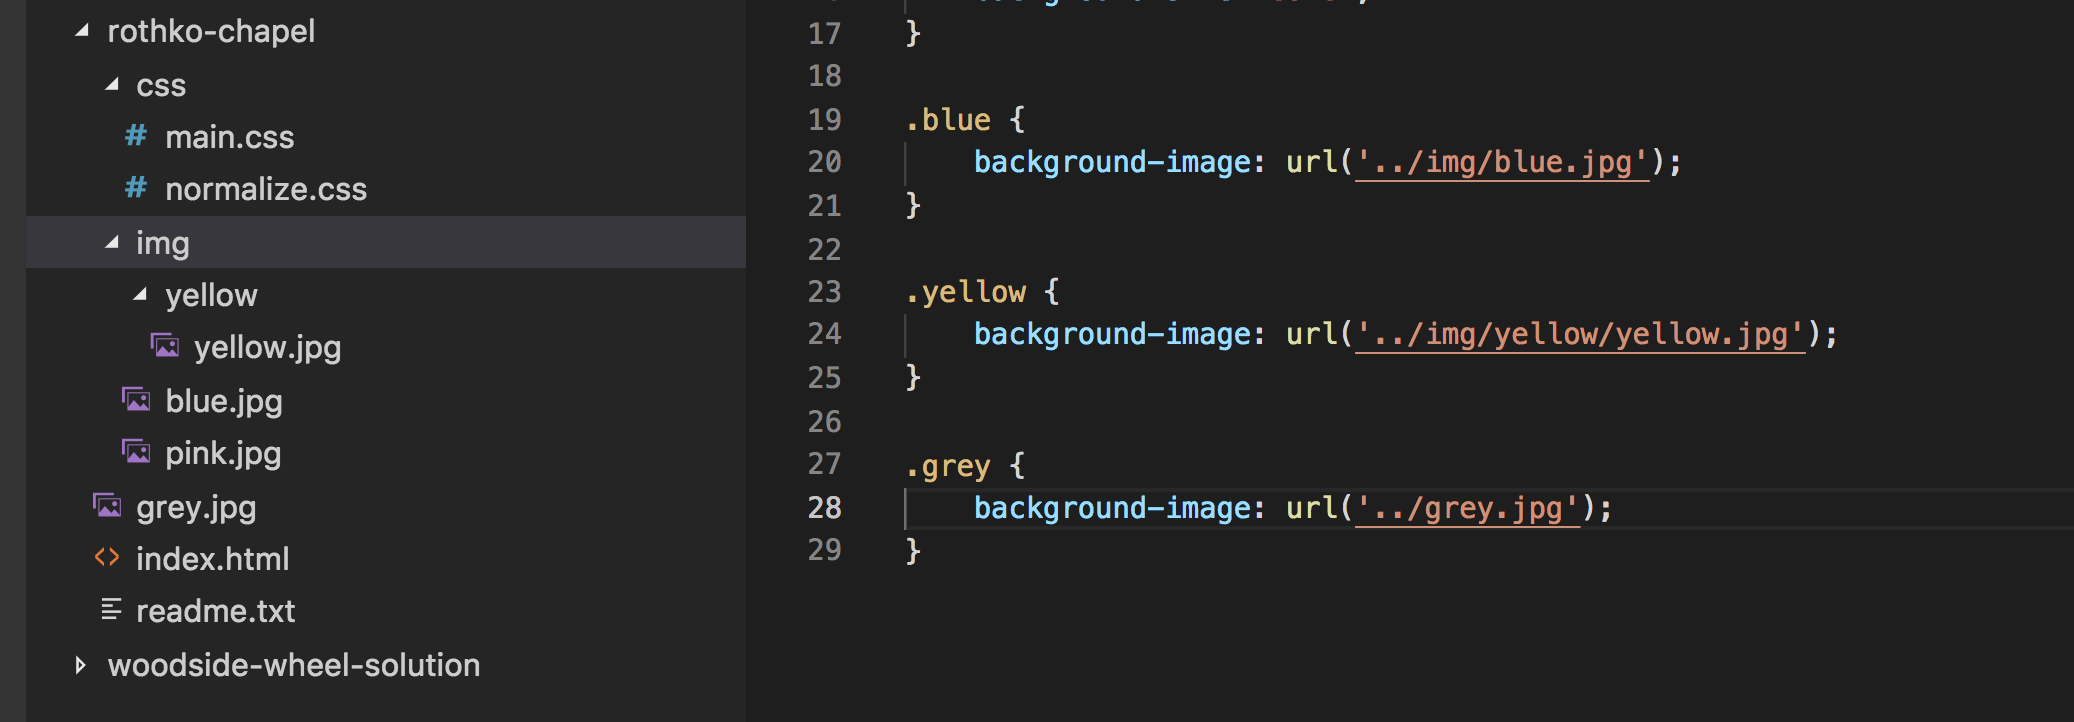 rothko-chapel
css
# main.css
# normalize.css
img
yellow
yellow.jpg
blue.jpg
pink.jpg
grey.jpg
<> index.html
readme.txt
woodside-wheel-solution
17 }
18
19 .blue {
20 background-image: url('../img/blue.jpg');
21 }
22
23 .yellow {
24 background-image: url('../img/yellow/yellow.jpg');
25 }
26
27 .grey {
28 background-image: url('../grey.jpg');
29 }